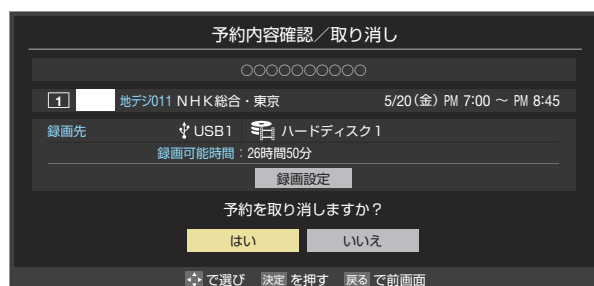 予約内容確認／取り消し
○○○○○○○○○○
1 地デジ011 NHK総合・東京 5/20(金) PM 7:00 ～ PM 8:45
録画先 USB1 ハードディスク1
録画可能時間：26時間50分
録画設定
予約を取り消しますか？
はい いいえ
で選び 決定 を押す 戻る で前画面